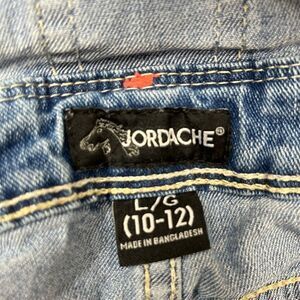 JORDACHE®
L/G
(10-12)
MADE IN BANGLADESH